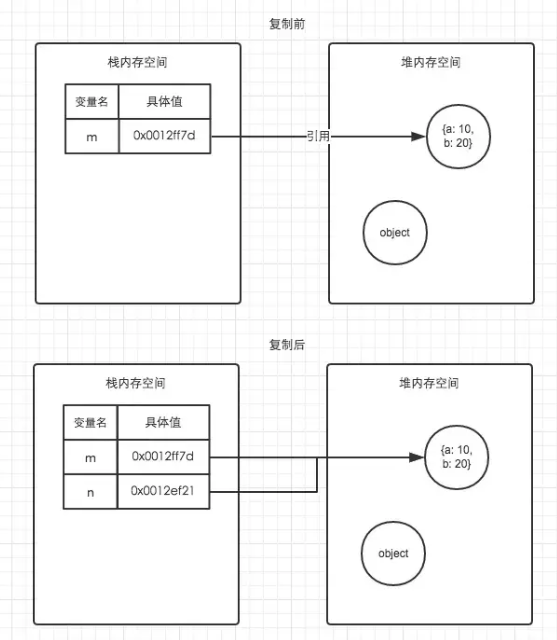 复制前
栈内存空间
堆内存空间
变量名 具体值
m 0x0012ff7d
引用
{a: 10,
b: 20}
object
复制后
栈内存空间
堆内存空间
变量名 具体值
m 0x0012ff7d
n 0x0012ef21
{a: 10,
b: 20}
object